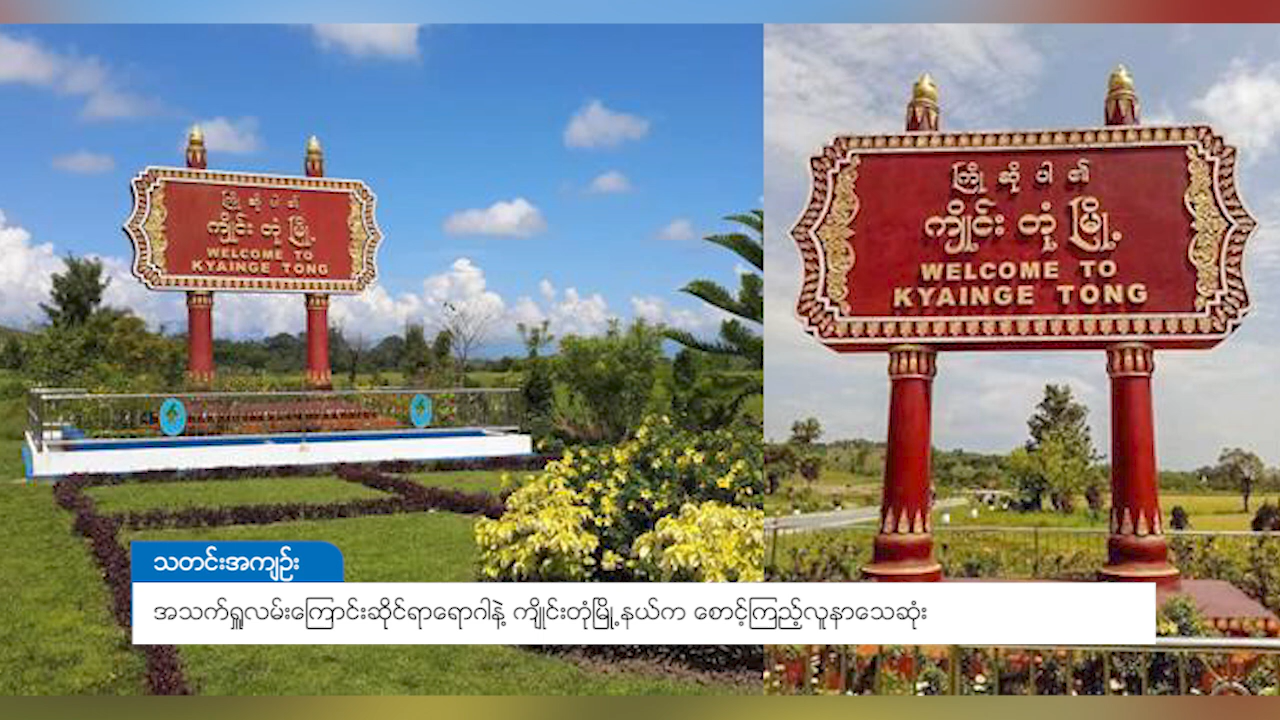 ကြိုဆိုပါ၏
ကျိုင်းတုံမြို့
WELCOME TO
KYAINGE TONG
ကြိုဆိုပါ၏
ကျိုင်းတုံမြို့
WELCOME TO
KYAINGE TONG
သတင်းအကျဉ်း
အသက်ရှူလမ်းကြောင်းဆိုင်ရာရောဂါနဲ့ ကျိုင်းတုံမြို့နယ်က စောင့်ကြည့်လူနာသေဆုံး